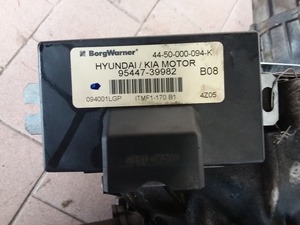 BorgWarner 44-50-000-094-K
HYUNDAI / KIA MOTOR
95447-39982 B08
094001LGP ITMF1-170 B1 4Z05